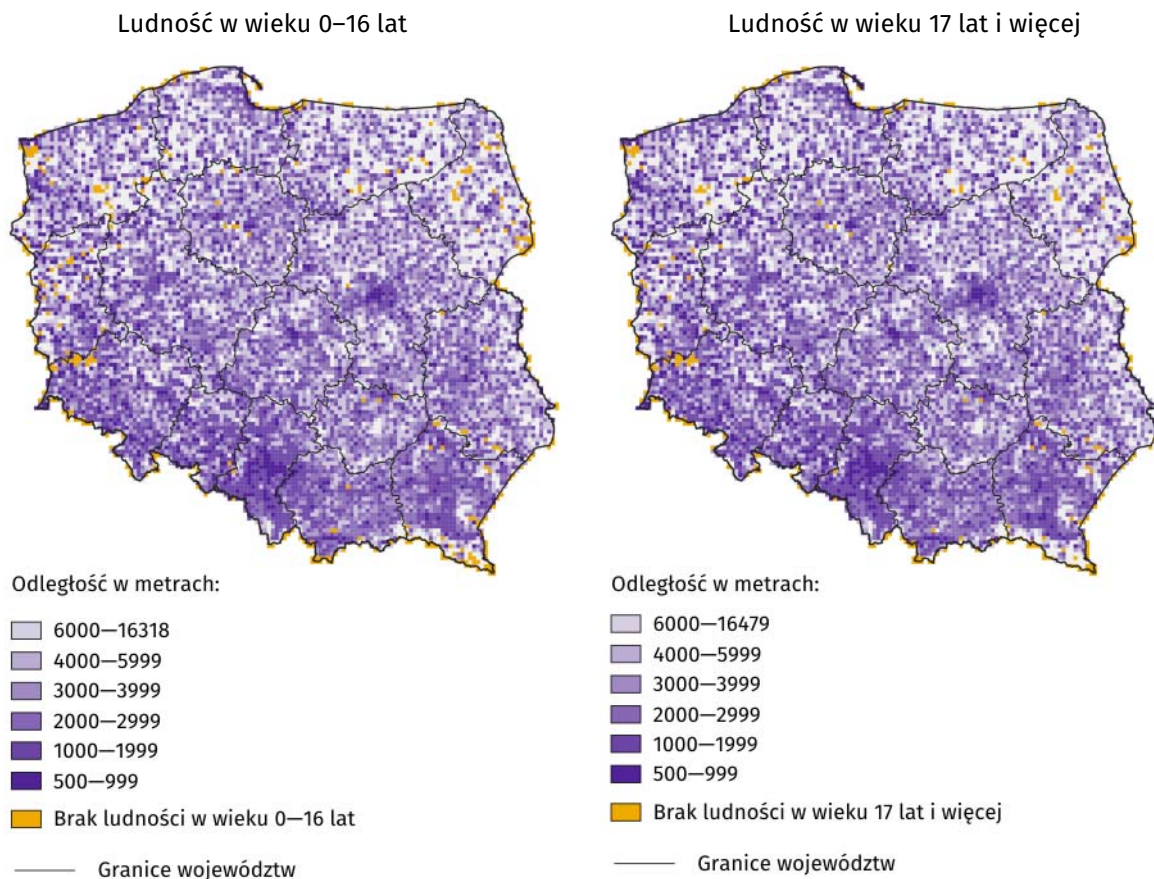 Ludność w wieku 0–16 lat
Odległość w metrach:
6000—16318
4000—5999
3000—3999
2000—2999
1000—1999
500—999
Brak ludności w wieku 0—16 lat
Granice województw
Ludność w wieku 17 lat i więcej
Odległość w metrach:
6000—16479
4000—5999
3000—3999
2000—2999
1000—1999
500—999
Brak ludności w wieku 17 lat i więcej
Granice województw